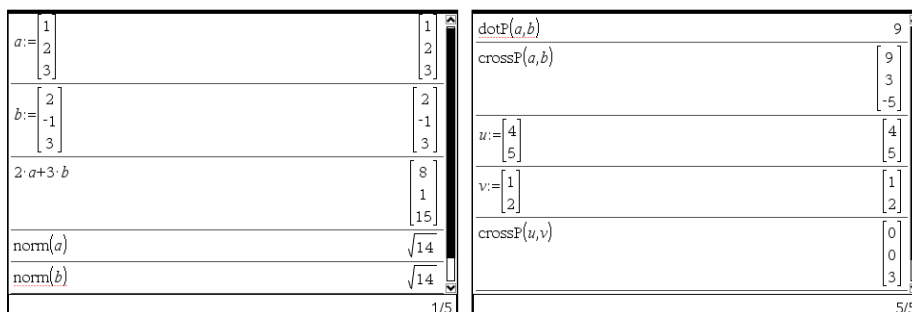 a:=[1 2 3] [1 2 3]
b:=[2 -1 3] [2 -1 3]
2·a+3·b [8 1 15]
norm(a) √14
norm(b) √14
1/5
dotP(a,b) 9
crossP(a,b) [9 3 -5]
u:=[4 5] [4 5]
v:=[1 2] [1 2]
crossP(u,v) [0 0 3]
5/5